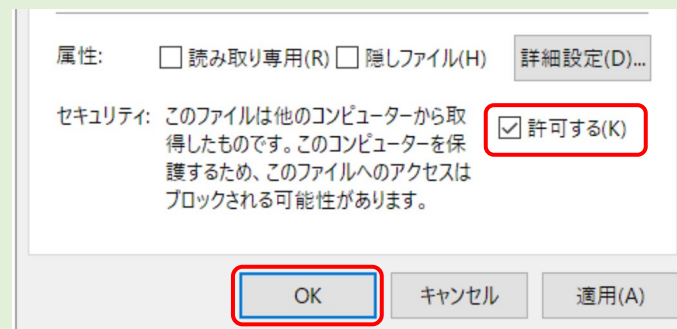 属性: 読み取り専用(R) 隠しファイル(H) 詳細設定(D)...
セキュリティ: このファイルは他のコンピューターから取
得したものです。このコンピューターを保
護するため、このファイルへのアクセスは
ブロックされる可能性があります。
許可する(K)
OK キャンセル 適用(A)